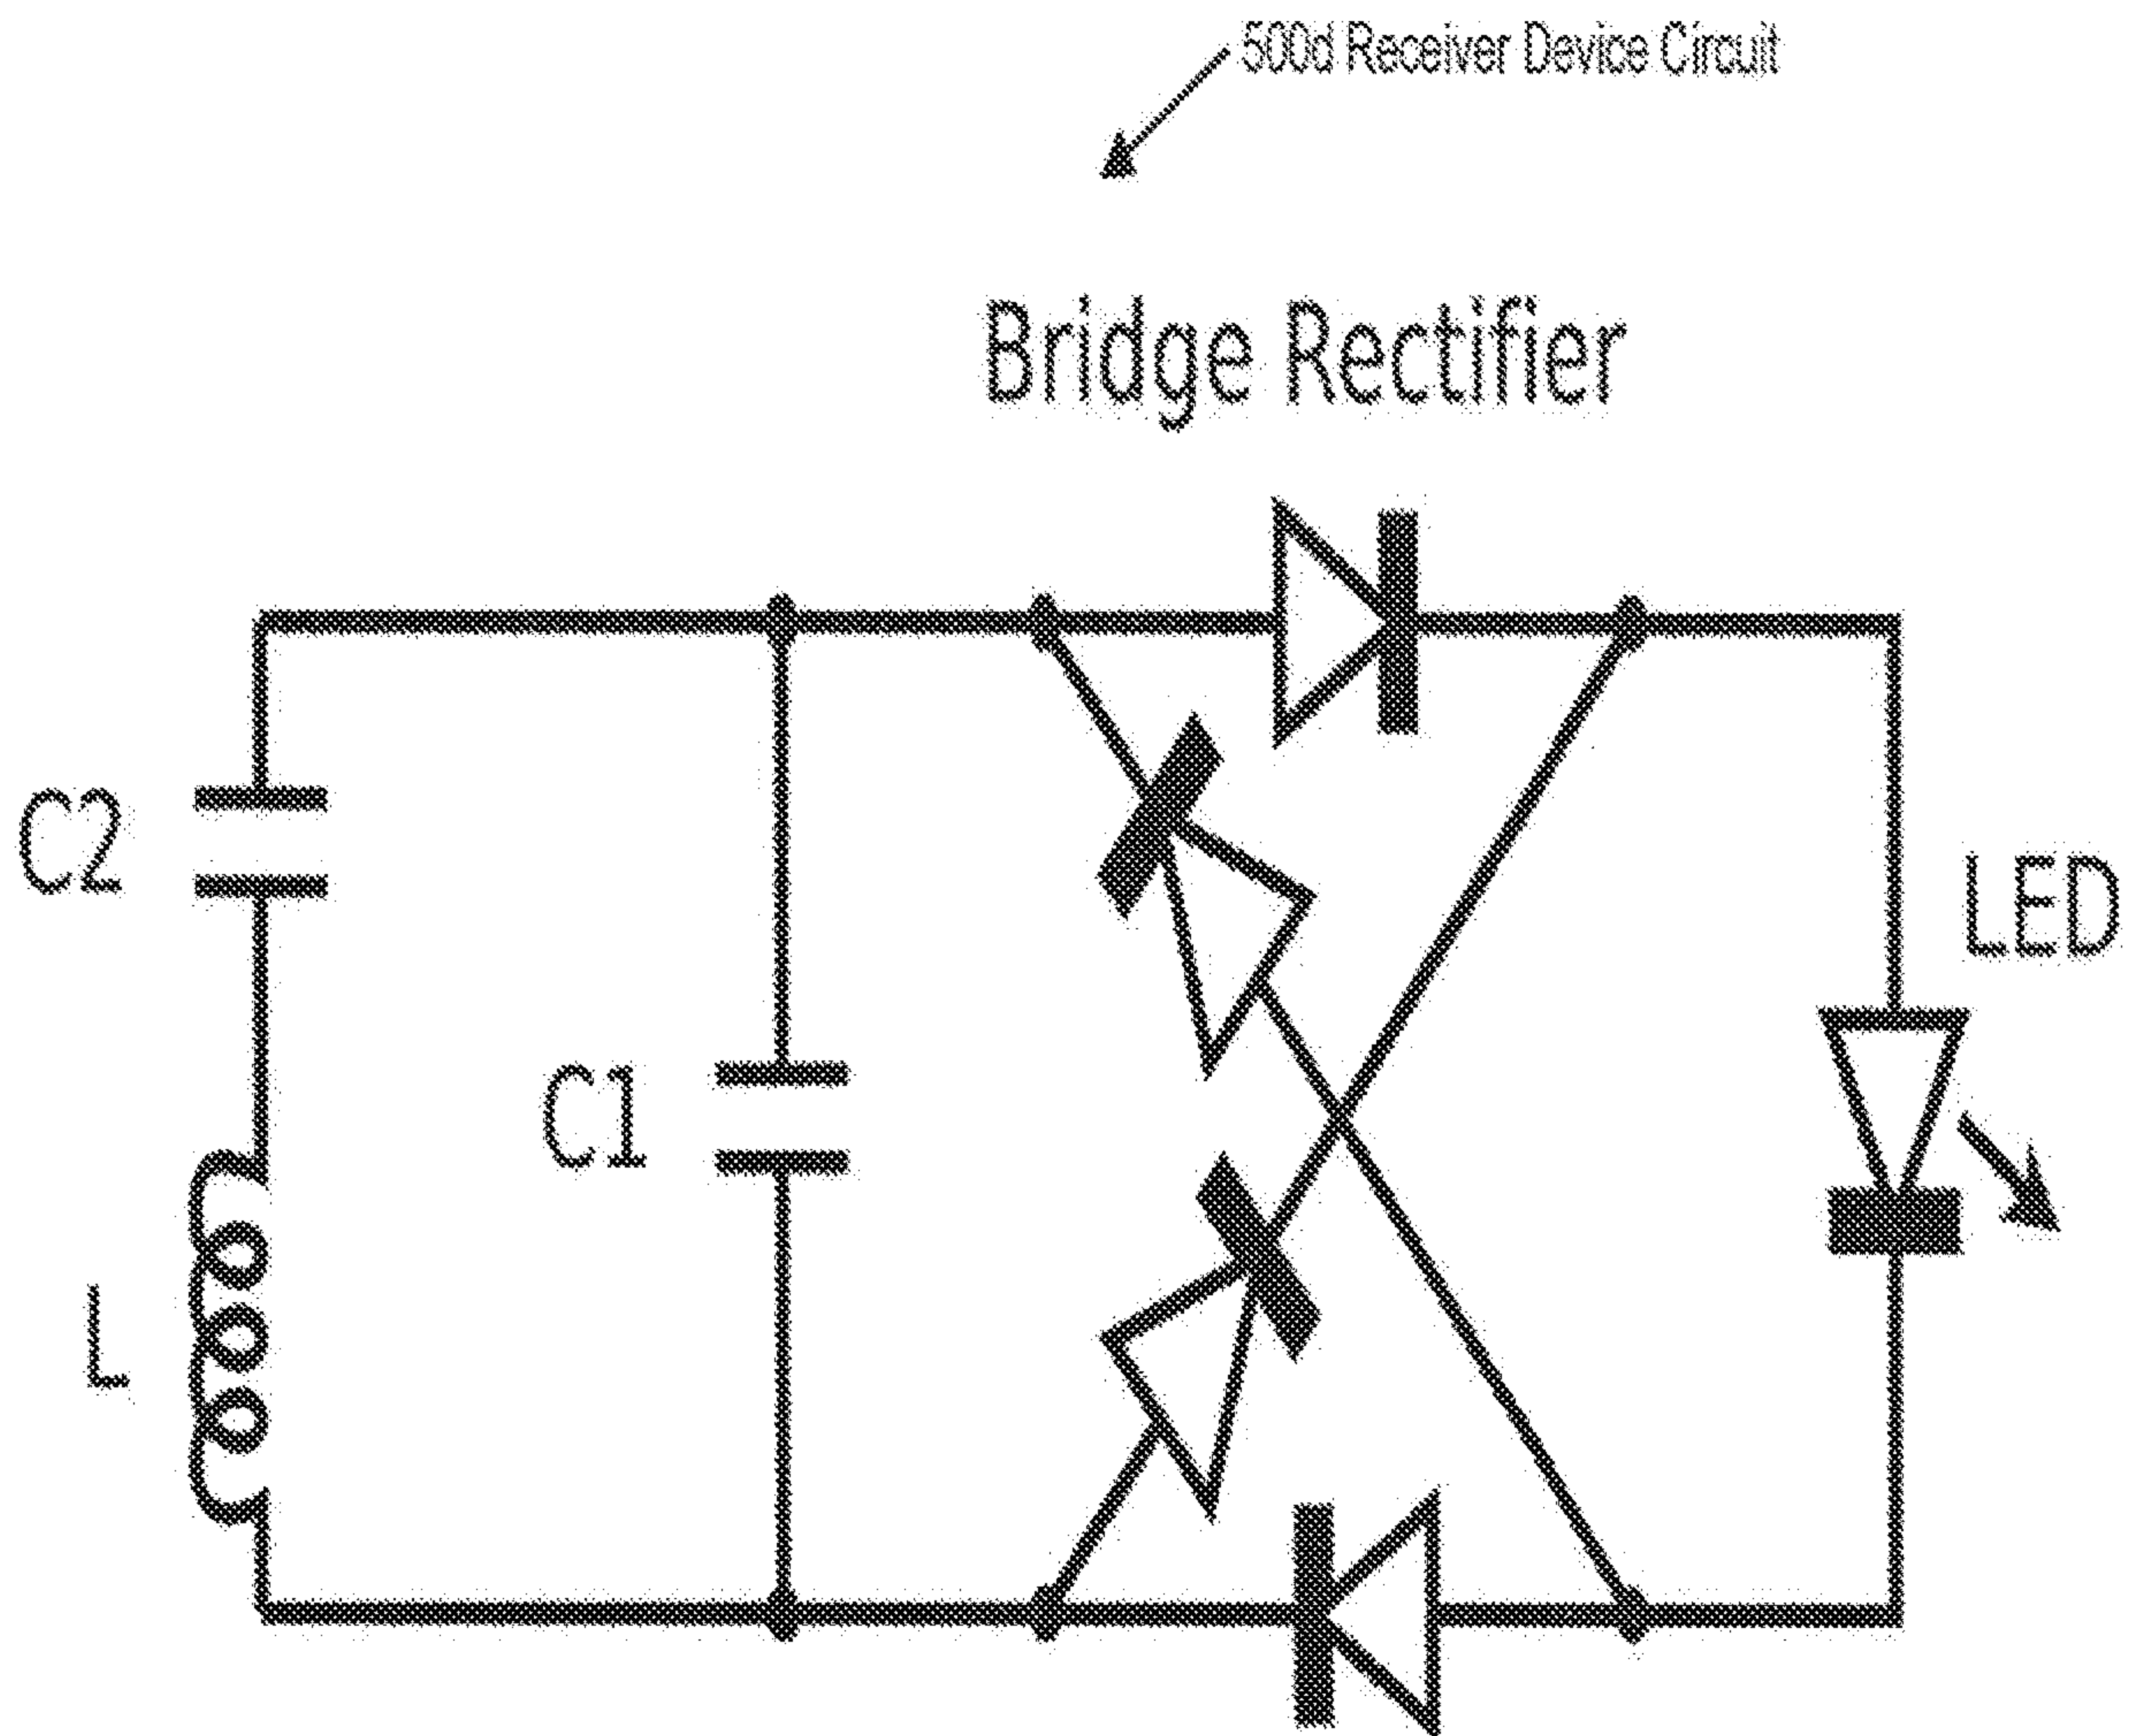 500d Receiver Device Circuit
Bridge Rectifier
C2
LED
C1
L